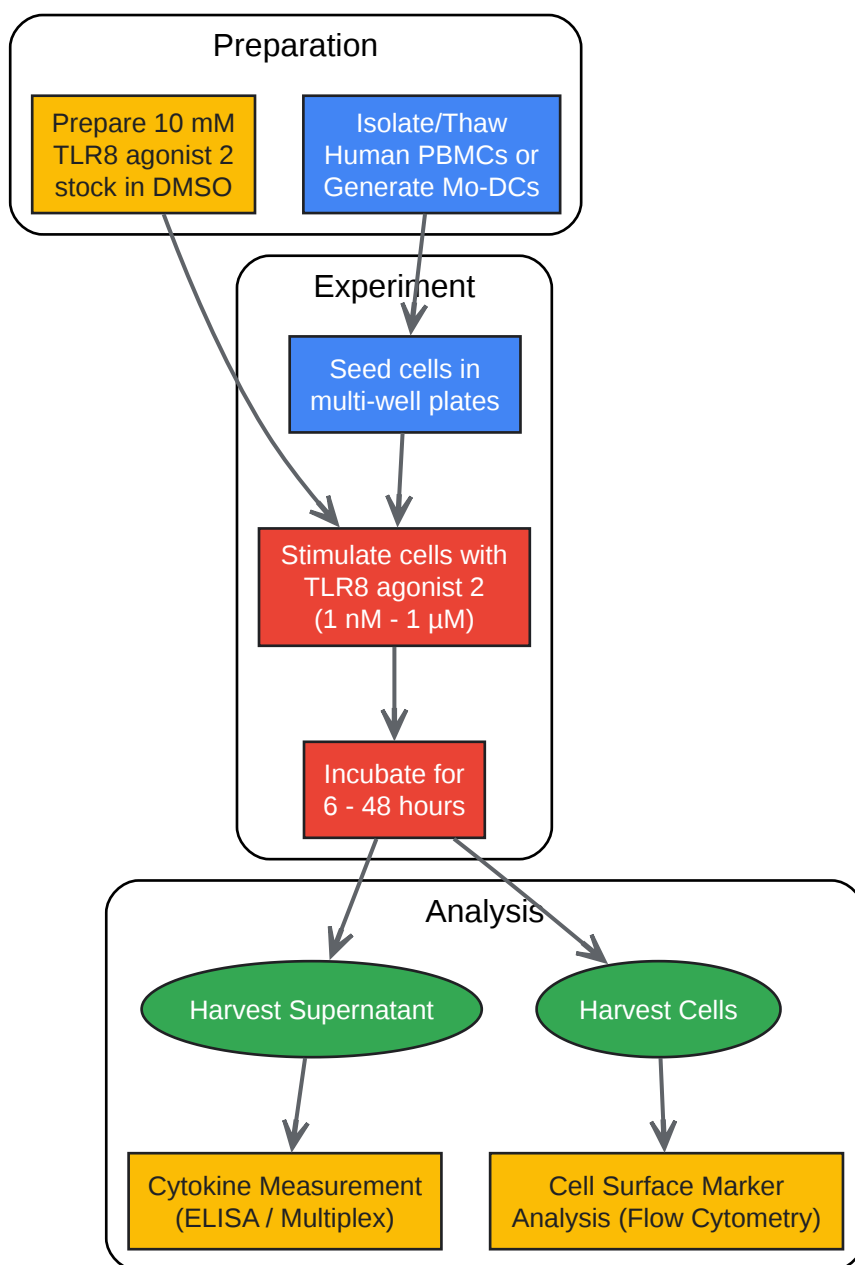 Preparation
Prepare 10 mM
TLR8 agonist 2
stock in DMSO
Isolate/Thaw
Human PBMCs or
Generate Mo-DCs
Experiment
Seed cells in
multi-well plates
Stimulate cells with
TLR8 agonist 2
(1 nM - 1 µM)
Incubate for
6 - 48 hours
Analysis
Harvest Supernatant
Harvest Cells
Cytokine Measurement
(ELISA / Multiplex)
Cell Surface Marker
Analysis (Flow Cytometry)